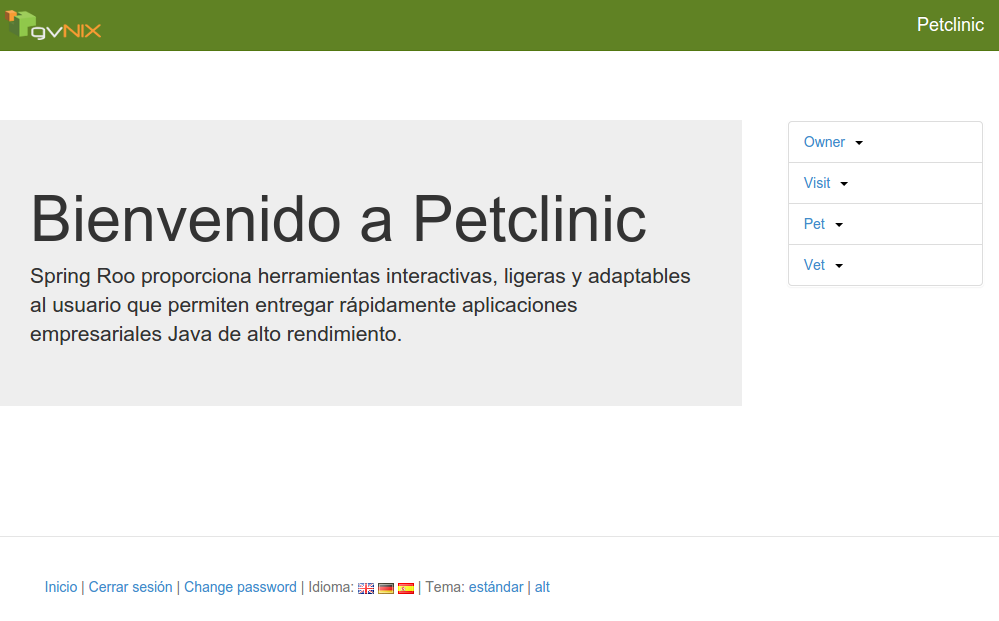 gvNIX
Petclinic
Bienvenido a Petclinic
Spring Roo proporciona herramientas interactivas, ligeras y adaptables
al usuario que permiten entregar rápidamente aplicaciones
empresariales Java de alto rendimiento.
Owner
Visit
Pet
Vet
Inicio | Cerrar sesión | Change password | Idioma: | Tema: estándar | alt